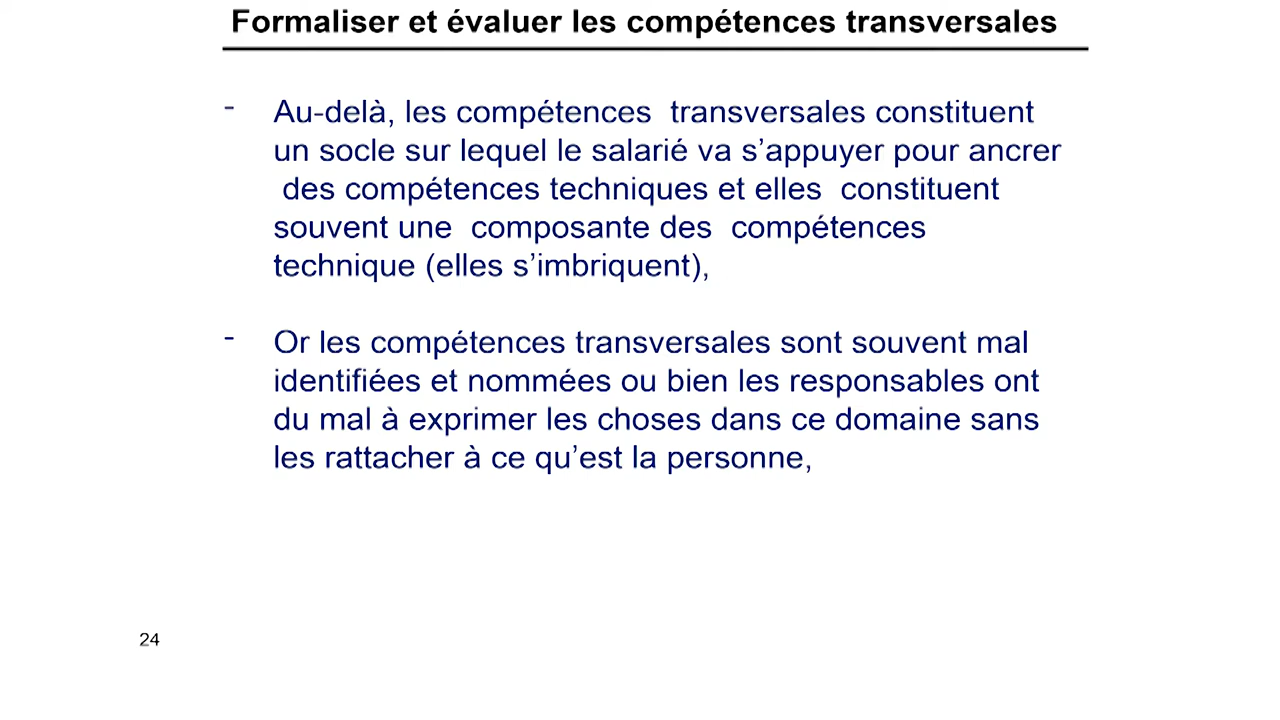 Formaliser et évaluer les compétences transversales
- Au-delà, les compétences  transversales constituent
un socle sur lequel le salarié va s’appuyer pour ancrer
des compétences techniques et elles  constituent
souvent une  composante des  compétences
technique (elles s’imbriquent),
- Or les compétences transversales sont souvent mal
identifiées et nommées ou bien les responsables ont
du mal à exprimer les choses dans ce domaine sans
les rattacher à ce qu’est la personne,
24